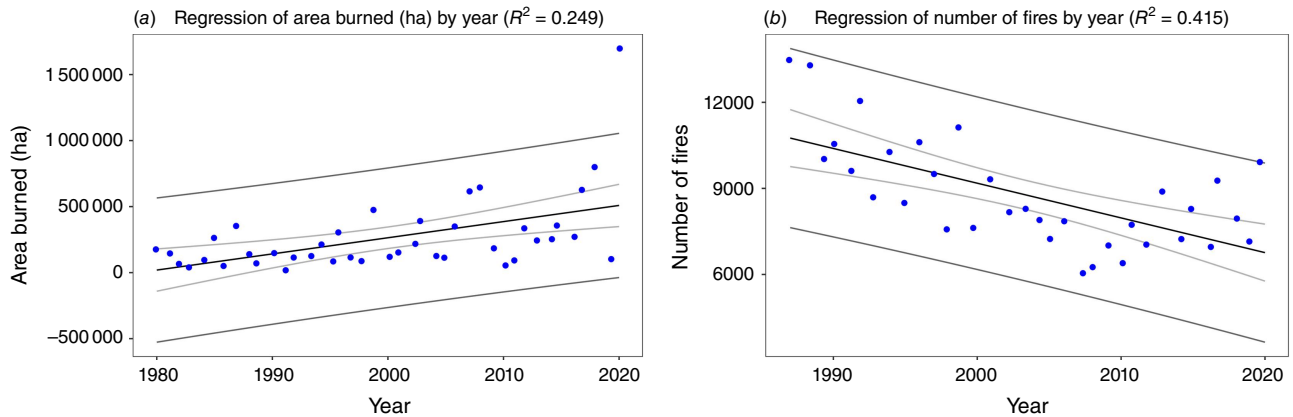 (a) Regression of area burned (ha) by year (R² = 0.249)
1 500 000
1 000 000
500 000
0
–500 000
Area burned (ha)
1980
1990
2000
2010
2020
Year
(b) Regression of number of fires by year (R² = 0.415)
12000
9000
6000
Number of fires
1990
2000
2010
2020
Year